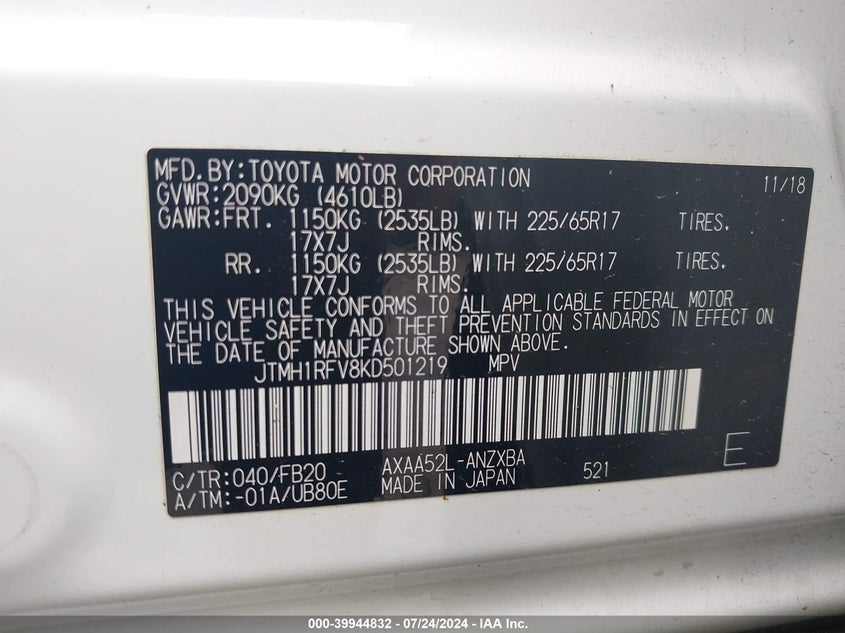 MFD.BY:TOYOTA MOTOR CORPORATION 11/18
GVWR:2090KG (4610LB)
GAWR:FRT. 1150KG (2535LB) WITH 225/65R17 TIRES.
17X7J RIMS.
RR. 1150KG (2535LB) WITH 225/65R17 TIRES.
17X7J RIMS.
THIS VEHICLE CONFORMS TO ALL APPLICABLE FEDERAL MOTOR
VEHICLE SAFETY AND THEFT PREVENTION STANDARDS IN EFFECT ON
THE DATE OF MANUFACTURE SHOWN ABOVE.
JTMH1RFV8KD501219 MPV
C/TR:040/FB20 AXAA52L-ANZXBA 521 E
A/TM:-01A/UB80E MADE IN JAPAN
000-39944832 - 07/24/2024 - IAA Inc.